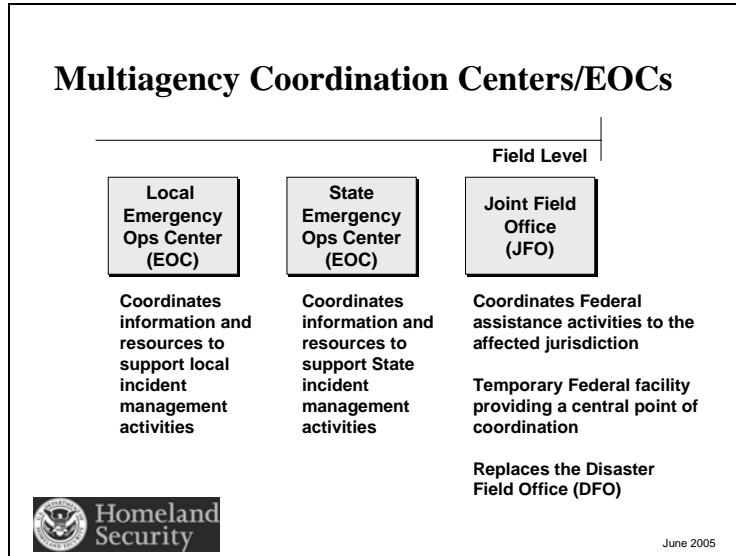 Multiagency Coordination Centers/EOCs
Field Level
Local
Emergency
Ops Center
(EOC)
State
Emergency
Ops Center
(EOC)
Joint Field
Office
(JFO)
Coordinates
information and
resources to
support local
incident
management
activities
Coordinates
information and
resources to
support State
incident
management
activities
Coordinates Federal
assistance activities to the
affected jurisdiction
Temporary Federal facility
providing a central point of
coordination
Replaces the Disaster
Field Office (DFO)
Homeland
Security
June 2005